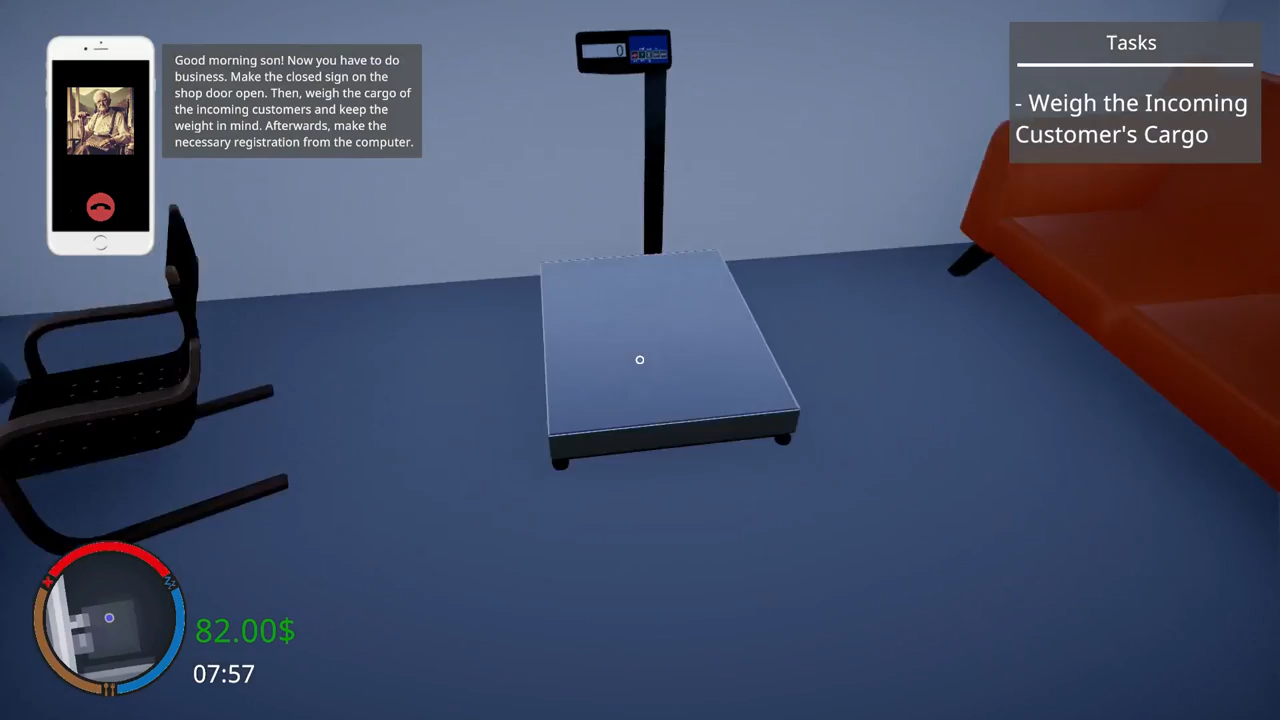 Good morning son! Now you have to do
business. Make the closed sign on the
shop door open. Then, weigh the cargo of
the incoming customers and keep the
weight in mind. Afterwards, make the
necessary registration from the computer.
0
Tasks
- Weigh the Incoming
Customer's Cargo
82.00$
07:57